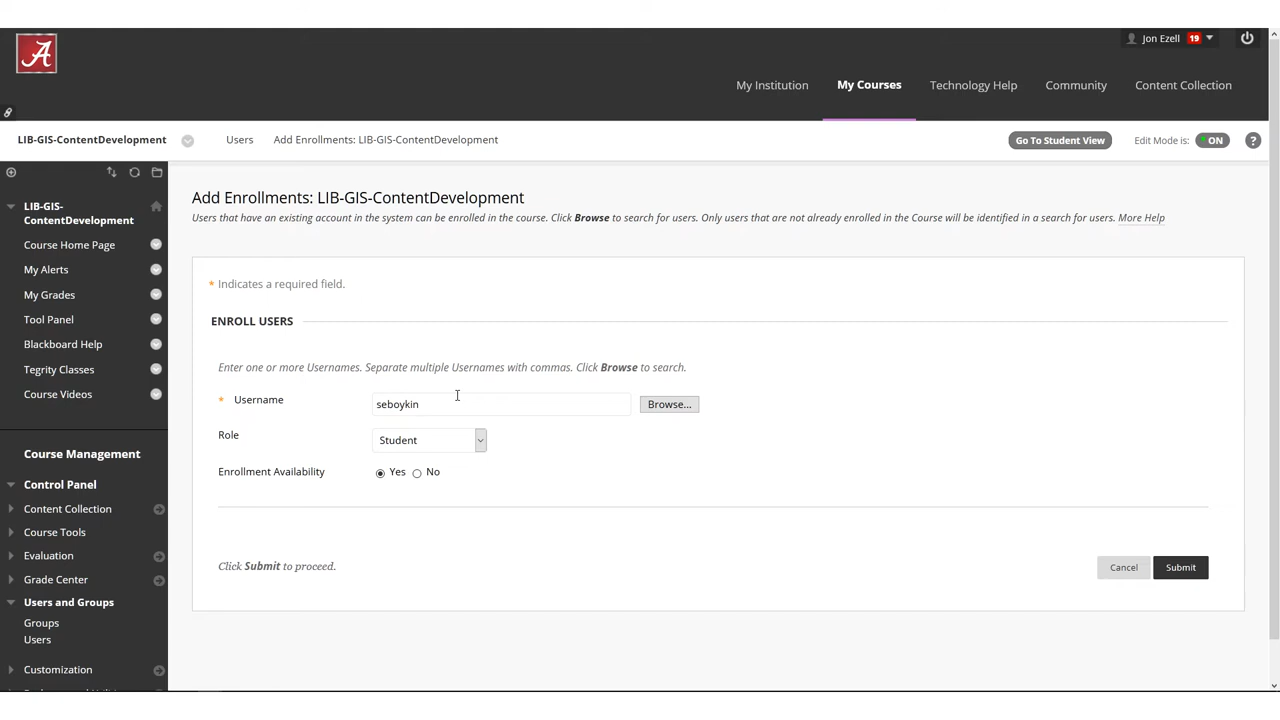 A
Jon Ezell 19
My Institution My Courses Technology Help Community Content Collection
LIB-GIS-ContentDevelopment Users Add Enrollments: LIB-GIS-ContentDevelopment Go To Student View Edit Mode is: ON ?
LIB-GIS-
ContentDevelopment
Course Home Page
My Alerts
My Grades
Tool Panel
Blackboard Help
Tegrity Classes
Course Videos
Course Management
Control Panel
Content Collection
Course Tools
Evaluation
Grade Center
Users and Groups
Groups
Users
Customization
Add Enrollments: LIB-GIS-ContentDevelopment
Users that have an existing account in the system can be enrolled in the course. Click Browse to search for users. Only users that are not already enrolled in the Course will be identified in a search for users. More Help
* Indicates a required field.
ENROLL USERS
Enter one or more Usernames. Separate multiple Usernames with commas. Click Browse to search.
* Username seboykin Browse...
Role Student
Enrollment Availability Yes No
Click Submit to proceed. Cancel Submit